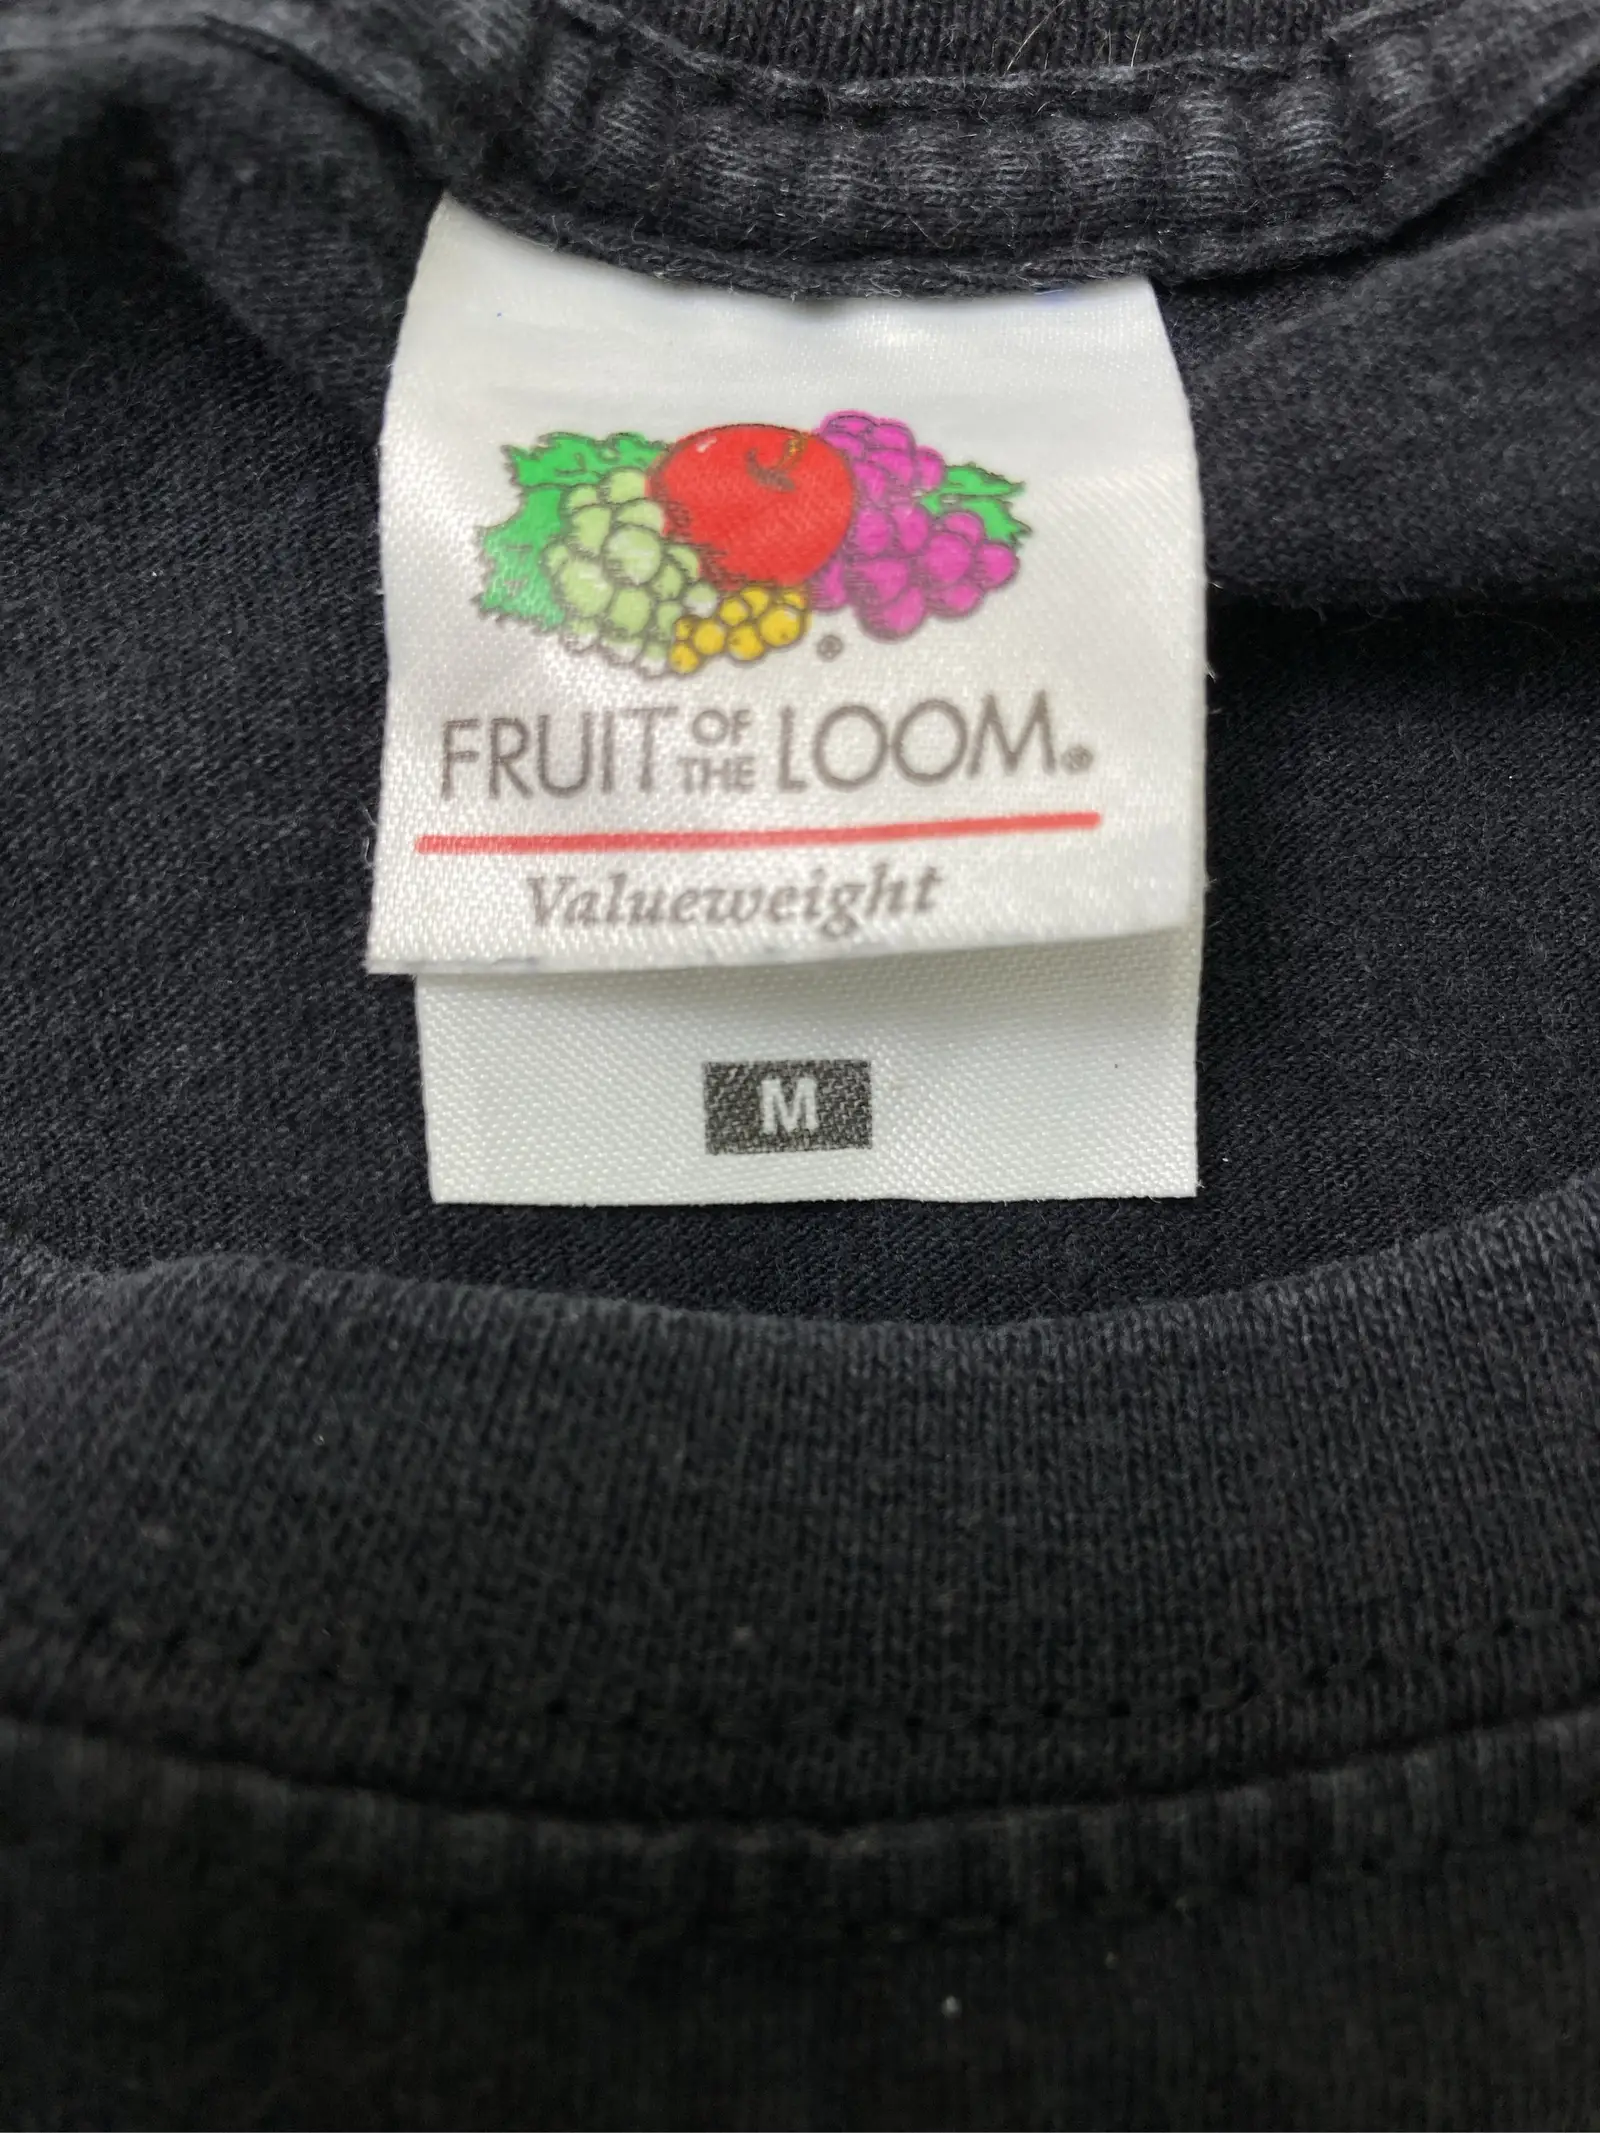 ®
FRUIT OF THE LOOM®
Valueweight
M